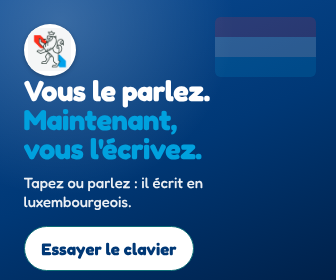 Vous le parlez.
Maintenant,
vous l'écrivez.
Tapez ou parlez : il écrit en
luxembourgeois.
Essayer le clavier